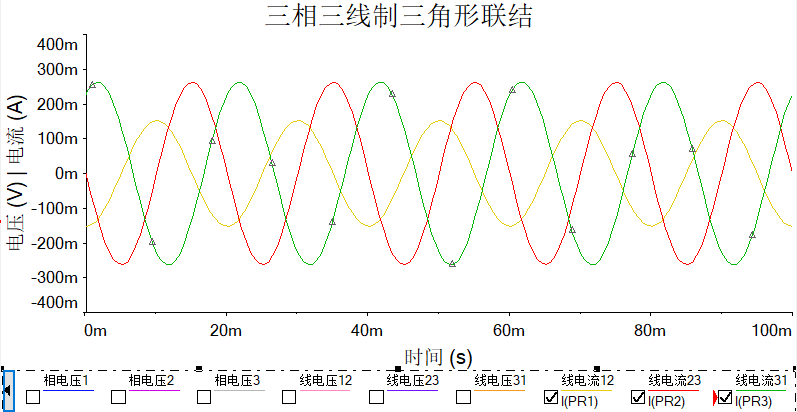 三相三线制三角形联结
电压 (V) | 电流 (A)
400m
300m
200m
100m
0m
-100m
-200m
-300m
-400m
0m 20m 40m 60m 80m 100m
时间 (s)
相电压1 相电压2 相电压3 线电压12 线电压23 线电压31 线电流12 线电流23 线电流31
I(PR1) I(PR2) I(PR3)